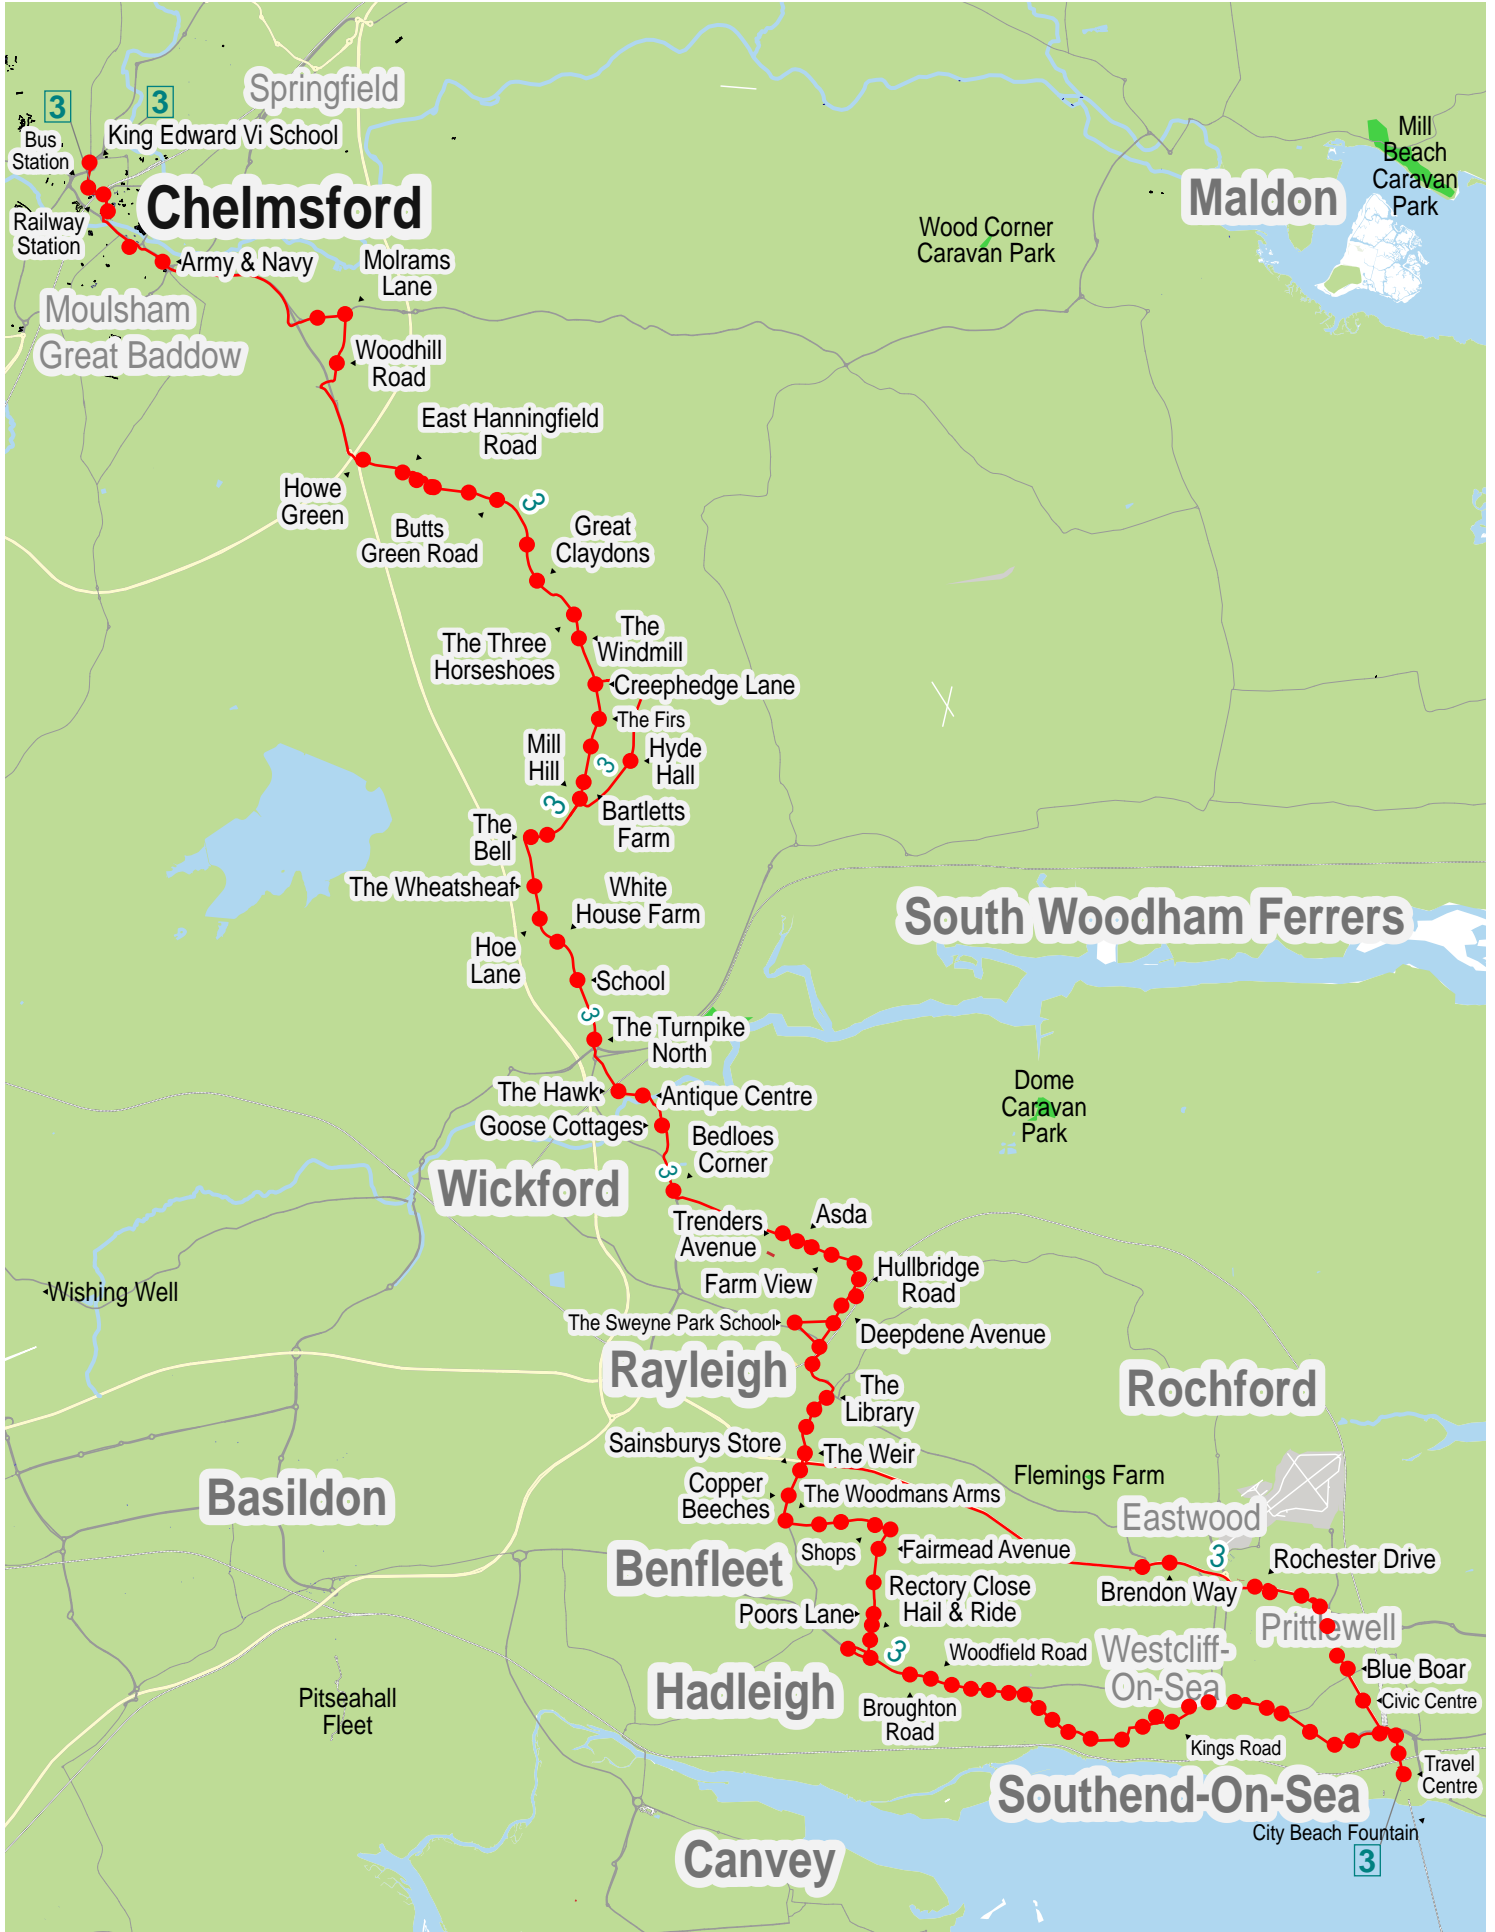 Springfield
3
3
King Edward Vi School
Bus
Station
Chelmsford
Railway
Station
Army & Navy
Molrams
Lane
Moulsham
Great Baddow
Woodhill
Road
Maldon
Mill
Beach
Caravan
Park
Wood Corner
Caravan Park
East Hanningfield
Road
Howe
Green
Butts
Green Road
3
Great
Claydons
The Three
Horseshoes
The
Windmill
Creephedge Lane
The Firs
Mill
Hill
3
Hyde
Hall
3
Bartletts
Farm
The
Bell
The Wheatsheaf
White
House Farm
South Woodham Ferrers
Hoe
Lane
School
3
The Turnpike
North
The Hawk
Antique Centre
Goose Cottages
Bedloes
Corner
3
Dome
Caravan
Park
Wickford
Trenders
Avenue
Asda
Farm View
Hullbridge
Road
Wishing Well
The Sweyne Park School
Deepdene Avenue
Rayleigh
Rochford
The
Library
Sainsburys Store
The Weir
Flemings Farm
Copper
Beeches
The Woodmans Arms
Basildon
Eastwood
Shops
Fairmead Avenue
3
Rochester Drive
Benfleet
Brendon Way
Rectory Close
Hail & Ride
Poors Lane
Prittlewell
3
Woodfield Road
Westcliff-
On-Sea
Blue Boar
Hadleigh
Broughton
Road
Civic Centre
Pitseahall
Fleet
Kings Road
Travel
Centre
Southend-On-Sea
City Beach Fountain
3
Canvey